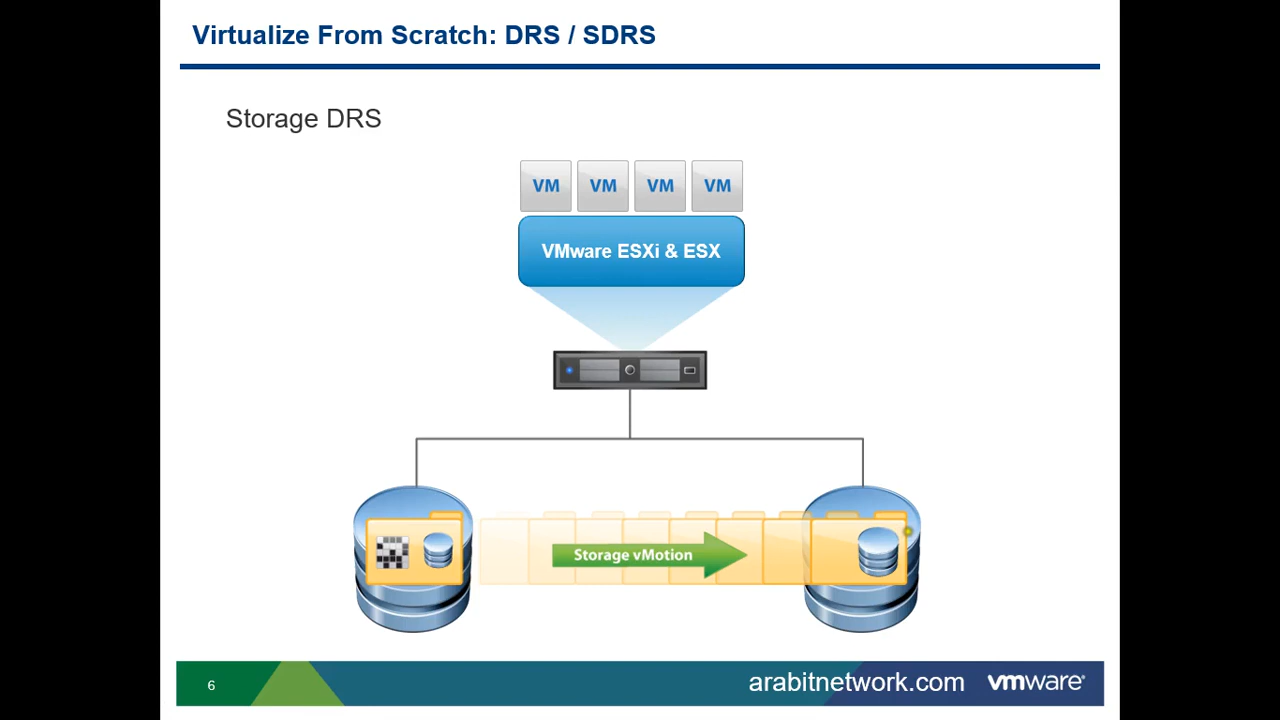 Virtualize From Scratch: DRS / SDRS
Storage DRS
VM VM VM VM
VMware ESXi & ESX
Storage vMotion
6
arabitnetwork.com
vmware®